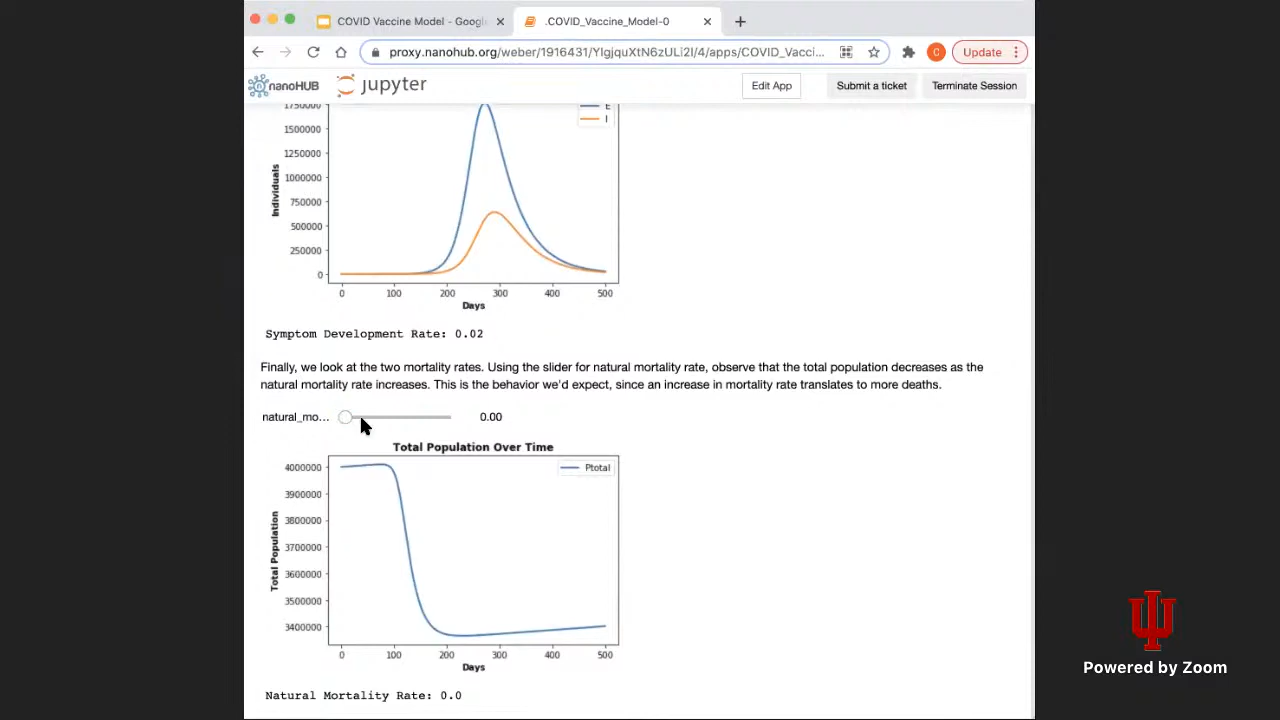 COVID Vaccine Model - Googl
.COVID_Vaccine_Model-0
proxy.nanohub.org/weber/1916431/YIgjquXtN6zULl2I/4/apps/COVID_Vacci...
C
Update
nanoHUB
jupyter
Edit App
Submit a ticket
Terminate Session
1750000
1500000
1250000
1000000
750000
500000
250000
0
Individuals
E
I
0 100 200 300 400 500
Days
Symptom Development Rate: 0.02
Finally, we look at the two mortality rates. Using the slider for natural mortality rate, observe that the total population decreases as the
natural mortality rate increases. This is the behavior we'd expect, since an increase in mortality rate translates to more deaths.
natural_mo... 0.00
Total Population Over Time
Ptotal
4000000
3900000
3800000
3700000
3600000
3500000
3400000
Total Population
0 100 200 300 400 500
Days
Natural Mortality Rate: 0.0
Powered by Zoom